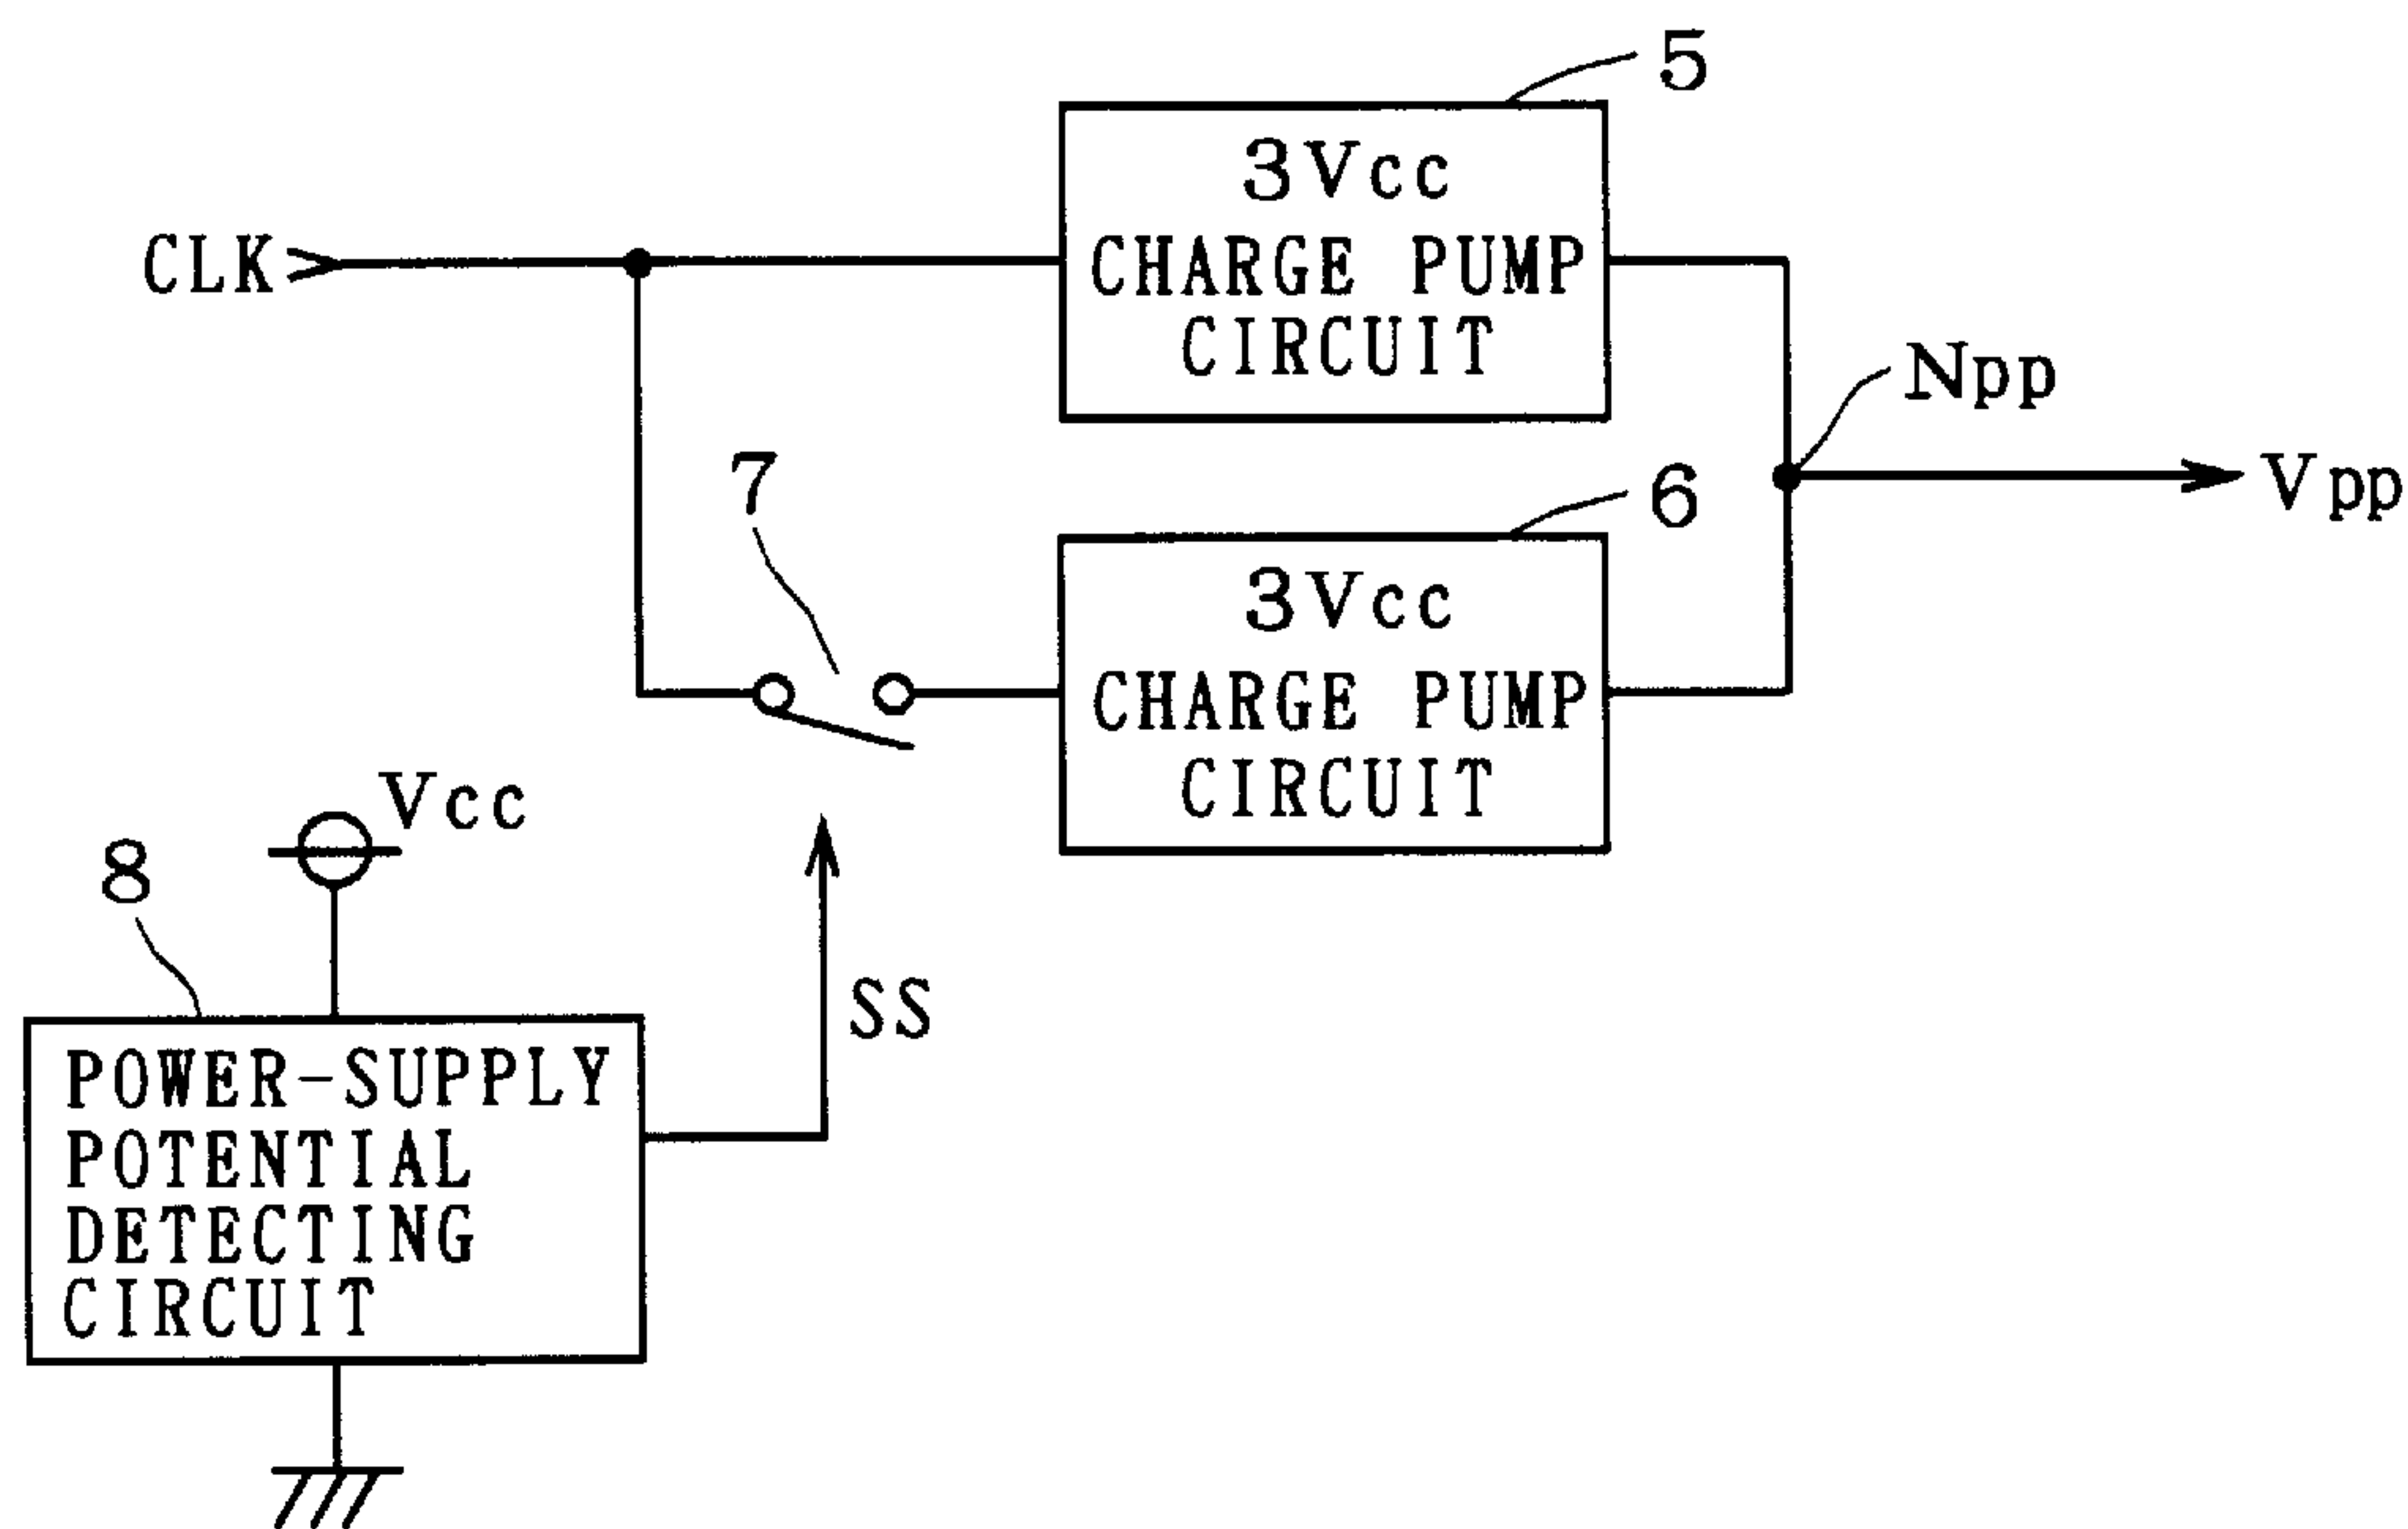 5
3Vcc
CHARGE PUMP
CIRCUIT
CLK
Npp
Vpp
7
6
3Vcc
CHARGE PUMP
CIRCUIT
Vcc
8
SS
POWER-SUPPLY
POTENTIAL
DETECTING
CIRCUIT